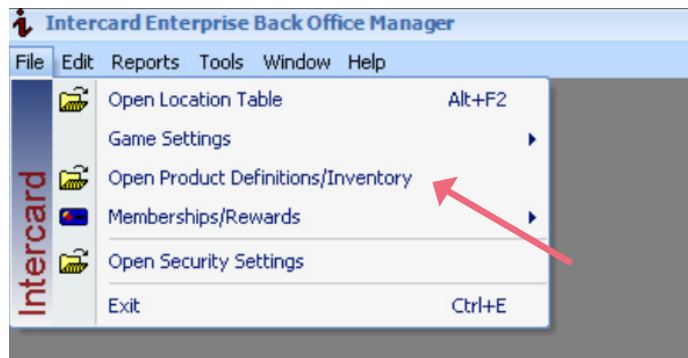 Intercard Enterprise Back Office Manager
File Edit Reports Tools Window Help
Intercard
Open Location Table Alt+F2
Game Settings
Open Product Definitions/Inventory
Memberships/Rewards
Open Security Settings
Exit Ctrl+E